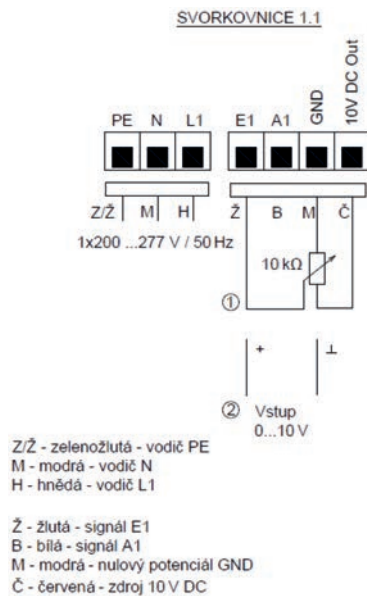 SVORKOVNICE 1.1
PE N L1 E1 A1 GND 10V DC Out
Z/Ž M H Ž B M Č
1x200 ...277 V / 50 Hz
10 kΩ
①
+ ⊥
② Vstup
0...10 V
Z/Ž - zelenožlutá - vodič PE
M - modrá - vodič N
H - hnědá - vodič L1
Ž - žlutá - signál E1
B - bílá - signál A1
M - modrá - nulový potenciál GND
Č - červená - zdroj 10 V DC